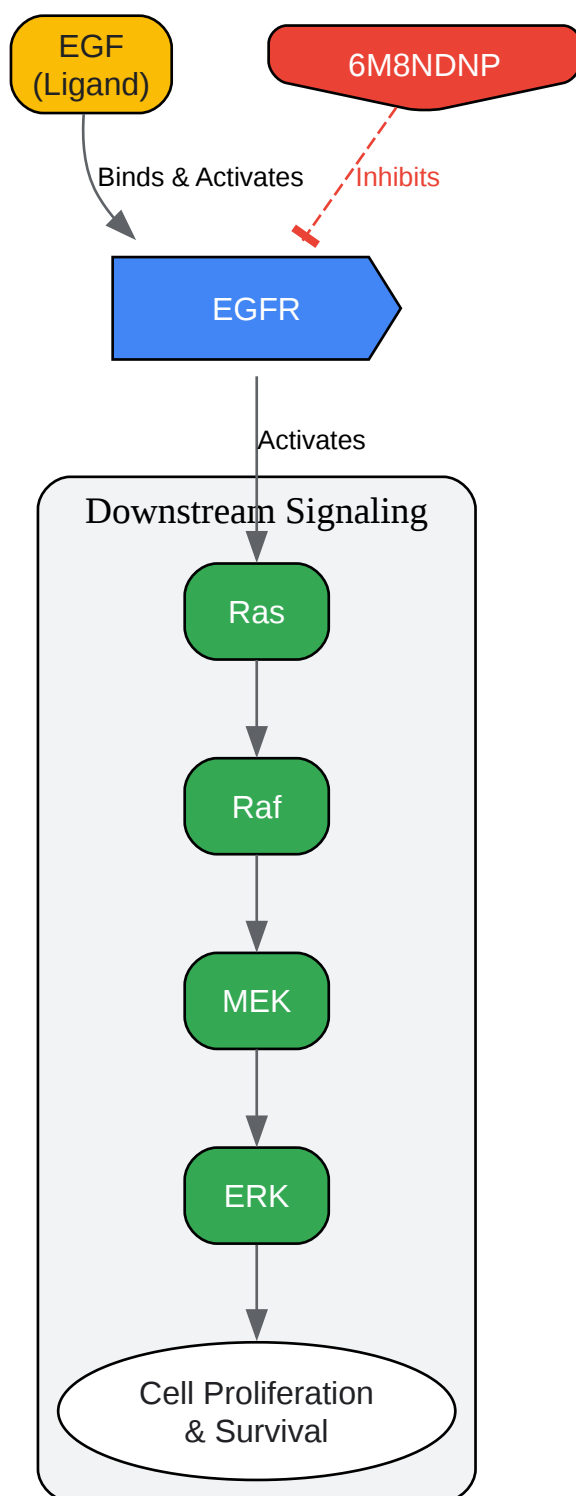 EGF
(Ligand)
6M8NDNP
Binds & Activates
Inhibits
EGFR
Activates
Downstream Signaling
Ras
Raf
MEK
ERK
Cell Proliferation
& Survival